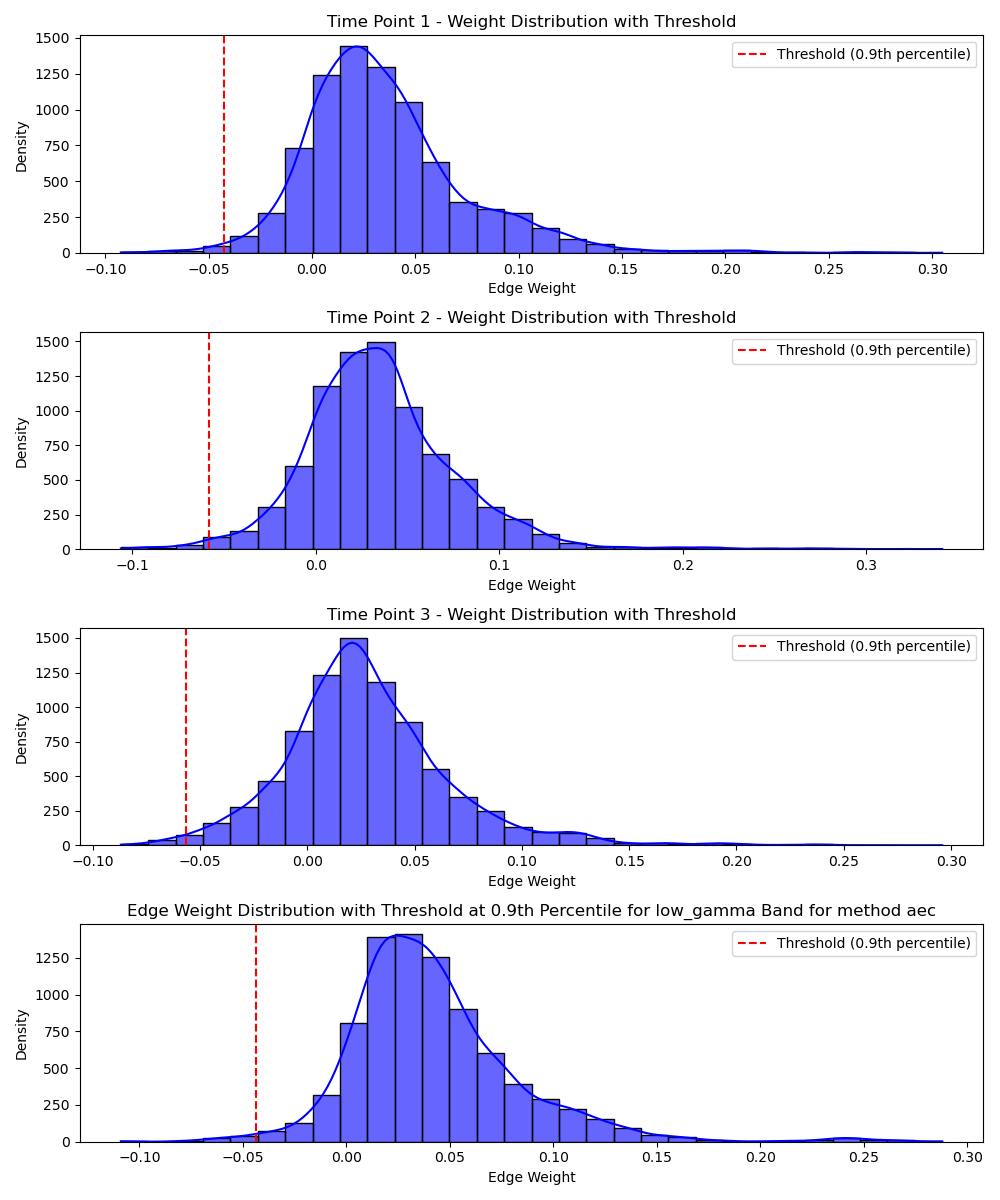 Time Point 1 - Weight Distribution with Threshold
Threshold (0.9th percentile)
Density
1500
1250
1000
750
500
250
0
−0.10 −0.05 0.00 0.05 0.10 0.15 0.20 0.25 0.30
Edge Weight
Time Point 2 - Weight Distribution with Threshold
Threshold (0.9th percentile)
Density
1500
1250
1000
750
500
250
0
−0.1 0.0 0.1 0.2 0.3
Edge Weight
Time Point 3 - Weight Distribution with Threshold
Threshold (0.9th percentile)
Density
1500
1250
1000
750
500
250
0
−0.10 −0.05 0.00 0.05 0.10 0.15 0.20 0.25 0.30
Edge Weight
Edge Weight Distribution with Threshold at 0.9th Percentile for low_gamma Band for method aec
Threshold (0.9th percentile)
Density
1250
1000
750
500
250
0
−0.10 −0.05 0.00 0.05 0.10 0.15 0.20 0.25 0.30
Edge Weight